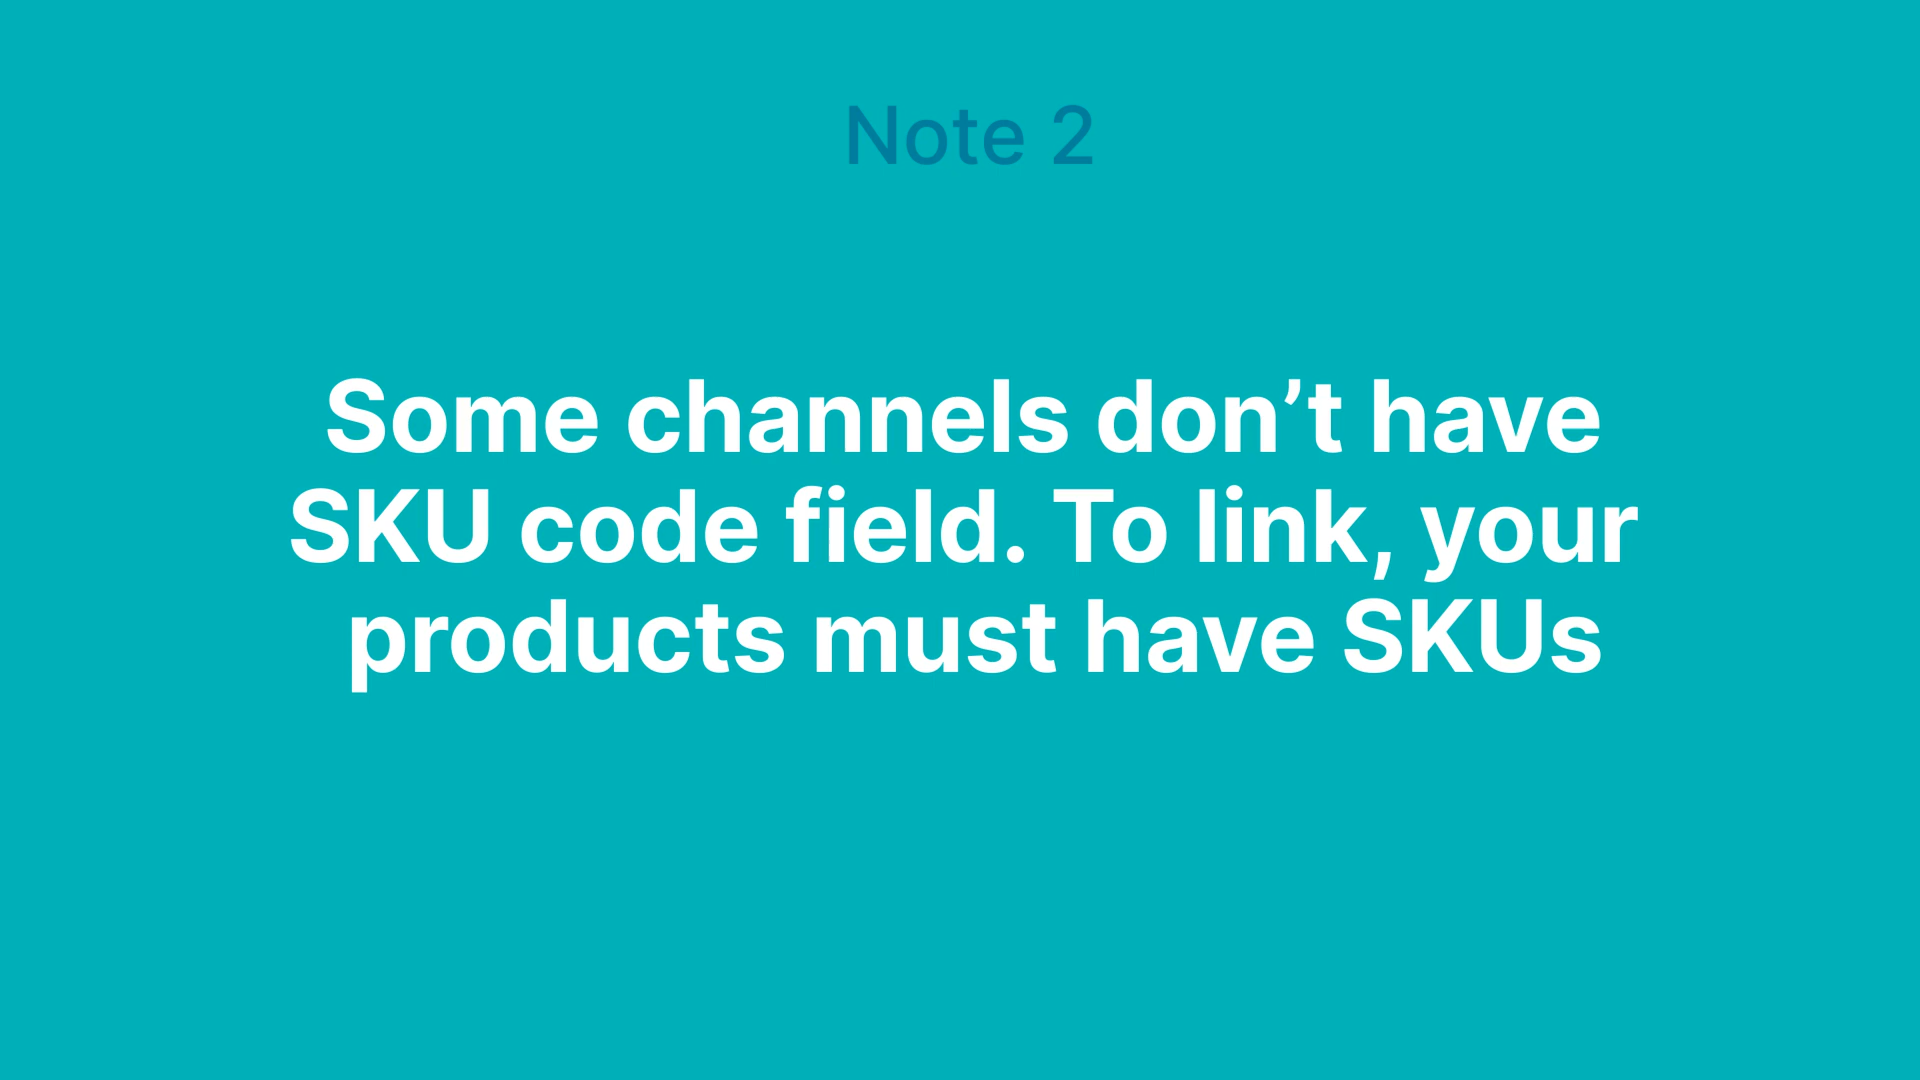 Note 2
Some channels don’t have
SKU code field. To link, your
products must have SKUs